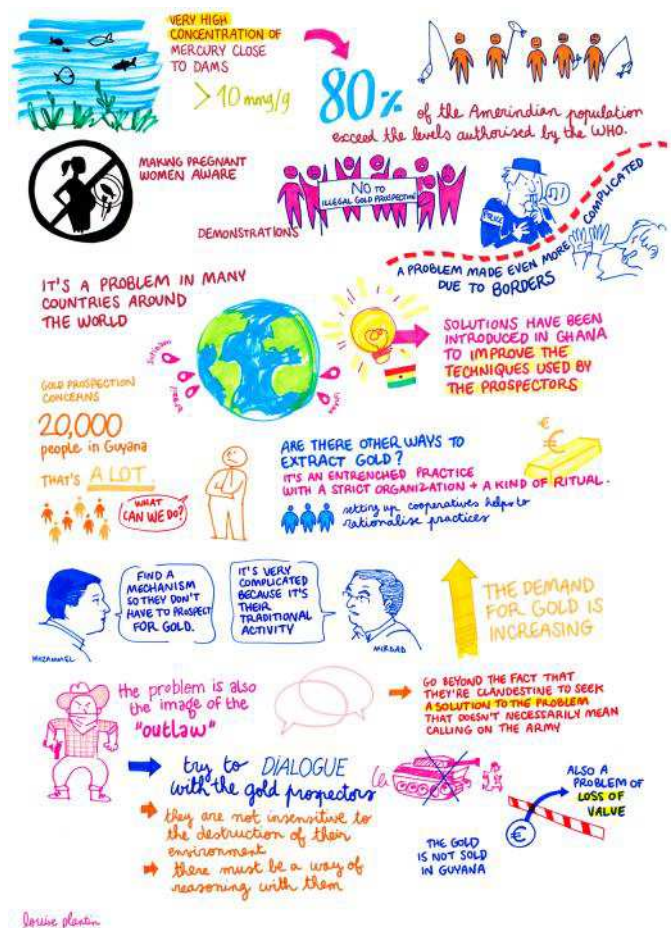 VERY HIGH
CONCENTRATION OF
MERCURY CLOSE
TO DAMS
> 10 mmg/g
80%
of the Amerindian population
exceed the levels authorised by the WHO.
MAKING PREGNANT
WOMEN AWARE
NO TO
ILLEGAL GOLD PROSPECTING
DEMONSTRATIONS
POLICE
A PROBLEM MADE EVEN MORE COMPLICATED
DUE TO BORDERS
IT'S A PROBLEM IN MANY
COUNTRIES AROUND
THE WORLD
SURINAM
NIGER
GHANA
SOLUTIONS HAVE BEEN
INTRODUCED IN GHANA
TO IMPROVE THE
TECHNIQUES USED BY
THE PROSPECTORS
GOLD PROSPECTION
CONCERNS
20,000
people in Guyana
THAT'S A LOT.
WHAT
CAN WE DO?
ARE THERE OTHER WAYS TO
EXTRACT GOLD?
IT'S AN ENTRENCHED PRACTICE
WITH A STRICT ORGANIZATION + A KIND OF RITUAL.
setting up cooperatives helps to
rationalise practices
€
€
FIND A
MECHANISM
SO THEY DON'T
HAVE TO PROSPECT
FOR GOLD.
MOZAMMEL
IT'S VERY
COMPLICATED
BECAUSE IT'S
THEIR
TRADITIONAL
ACTIVITY
MIRDAD
THE DEMAND
FOR GOLD IS
INCREASING
the problem is also
the image of the
"outlaw"
GO BEYOND THE FACT THAT
THEY'RE CLANDESTINE TO SEEK
A SOLUTION TO THE PROBLEM
THAT DOESN'T NECESSARILY MEAN
CALLING ON THE ARMY
try to DIALOGUE
with the gold prospectors
they are not insensitive to
the destruction of their
environment
there must be a way of
reasoning with them
ALSO A
PROBLEM OF
LOSS OF
VALUE
€
THE GOLD
IS NOT SOLD
IN GUYANA
louise plantin